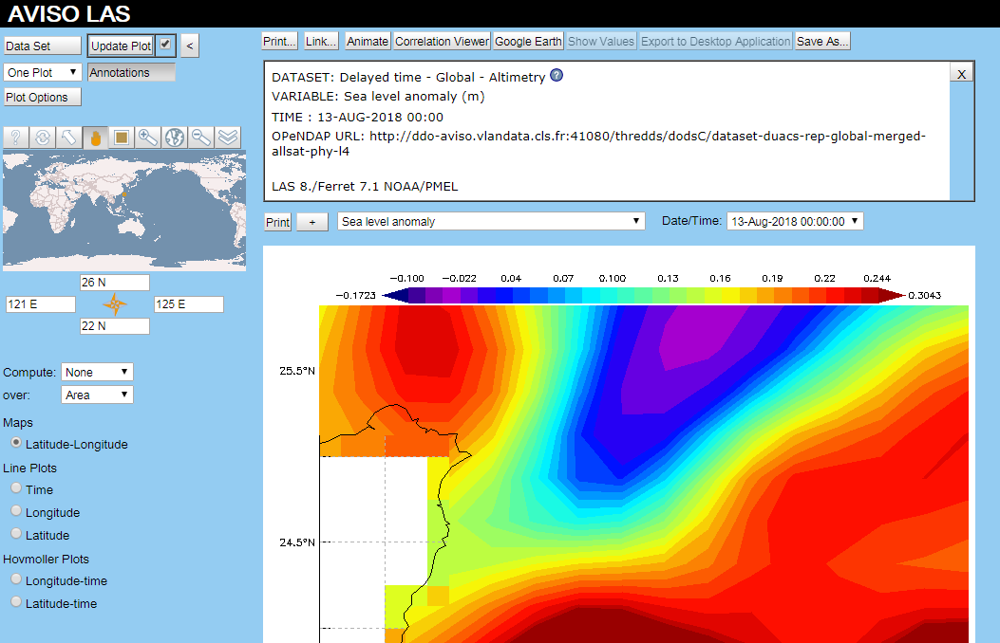 AVISO LAS
Data Set Update Plot <
One Plot Annotations
Plot Options
26 N
121 E 125 E
22 N
Compute: None
over: Area
Maps
Latitude-Longitude
Line Plots
Time
Longitude
Latitude
Hovmoller Plots
Longitude-time
Latitude-time
Print... Link... Animate Correlation Viewer Google Earth Show Values Export to Desktop Application Save As...
DATASET: Delayed time - Global - Altimetry ?
X
VARIABLE: Sea level anomaly (m)
TIME : 13-AUG-2018 00:00
OPeNDAP URL: http://ddo-aviso.vlandata.cls.fr:41080/thredds/dodsC/dataset-duacs-rep-global-merged-
allsat-phy-l4
LAS 8./Ferret 7.1 NOAA/PMEL
Print + Sea level anomaly Date/Time: 13-Aug-2018 00:00:00
-0.100 -0.022 0.04 0.07 0.100 0.13 0.16 0.19 0.22 0.244
-0.1723 0.3043
25.5°N
24.5°N